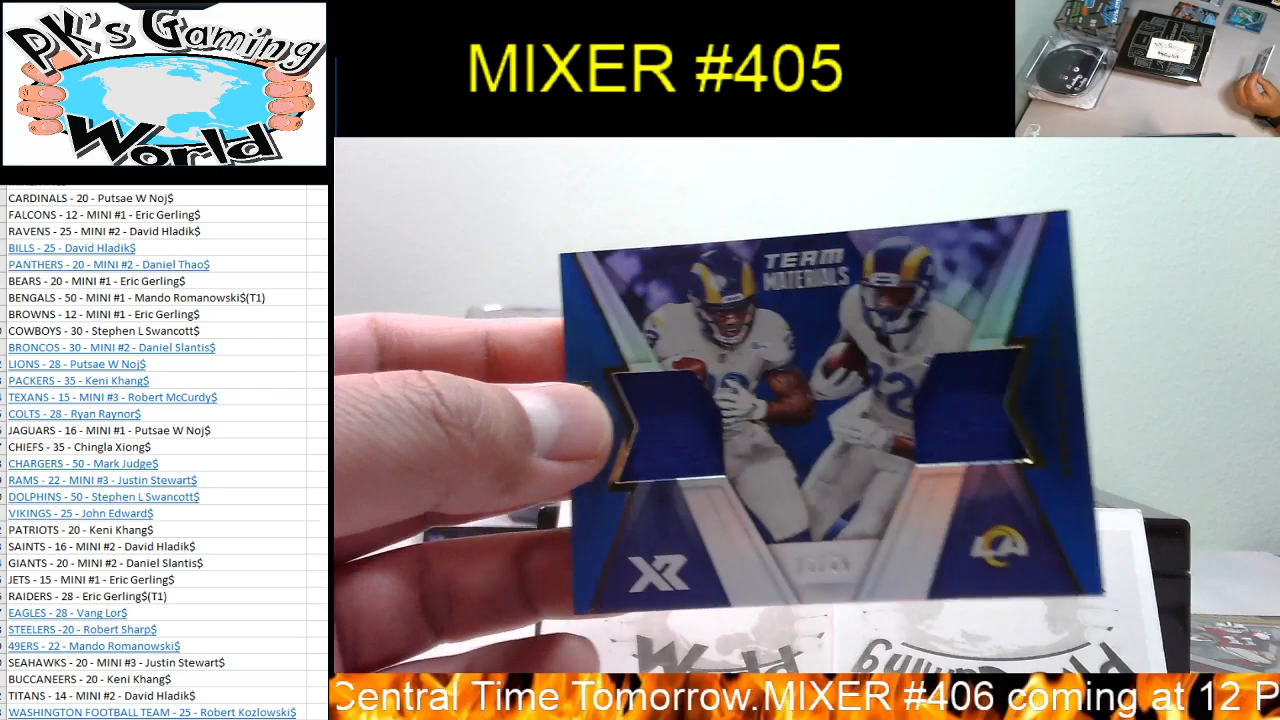 PK's Gaming
World
MIXER #405
CARDINALS - 20 - Putsae W Noj$
FALCONS - 12 - MINI #1 - Eric Gerling$
RAVENS - 25 - MINI #2 - David Hladik$
BILLS - 25 - David Hladik$
PANTHERS - 20 - MINI #2 - Daniel Thao$
BEARS - 20 - MINI #1 - Eric Gerling$
BENGALS - 50 - MINI #1 - Mando Romanowski$(T1)
BROWNS - 12 - MINI #1 - Eric Gerling$
COWBOYS - 30 - Stephen L Swancott$
BRONCOS - 30 - MINI #2 - Daniel Slantis$
LIONS - 28 - Putsae W Noj$
PACKERS - 35 - Keni Khang$
TEXANS - 15 - MINI #3 - Robert McCurdy$
COLTS - 28 - Ryan Raynor$
JAGUARS - 16 - MINI #1 - Putsae W Noj$
CHIEFS - 35 - Chingla Xiong$
CHARGERS - 50 - Mark Judge$
RAMS - 22 - MINI #3 - Justin Stewart$
DOLPHINS - 50 - Stephen L Swancott$
VIKINGS - 25 - John Edward$
PATRIOTS - 20 - Keni Khang$
SAINTS - 16 - MINI #2 - David Hladik$
GIANTS - 20 - MINI #2 - Daniel Slantis$
JETS - 15 - MINI #1 - Eric Gerling$
RAIDERS - 28 - Eric Gerling$(T1)
EAGLES - 28 - Vang Lor$
STEELERS -20 - Robert Sharp$
49ERS - 22 - Mando Romanowski$
SEAHAWKS - 20 - MINI #3 - Justin Stewart$
BUCCANEERS - 20 - Keni Khang$
TITANS - 14 - MINI #2 - David Hladik$
WASHINGTON FOOTBALL TEAM - 25 - Robert Kozlowski$
TEAM
MATERIALS
XR
LA
World
Gaming
Central Time Tomorrow.MIXER #406 coming at 12 P